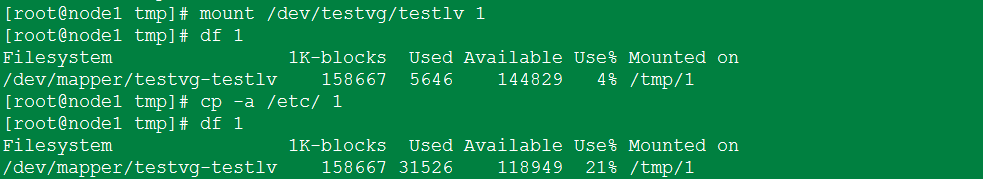 [root@node1 tmp]# mount /dev/testvg/testlv 1
[root@node1 tmp]# df 1
Filesystem                1K-blocks  Used Available Use% Mounted on
/dev/mapper/testvg-testlv    158667  5646    144829   4% /tmp/1
[root@node1 tmp]# cp -a /etc/ 1
[root@node1 tmp]# df 1
Filesystem                1K-blocks  Used Available Use% Mounted on
/dev/mapper/testvg-testlv    158667 31526    118949  21% /tmp/1